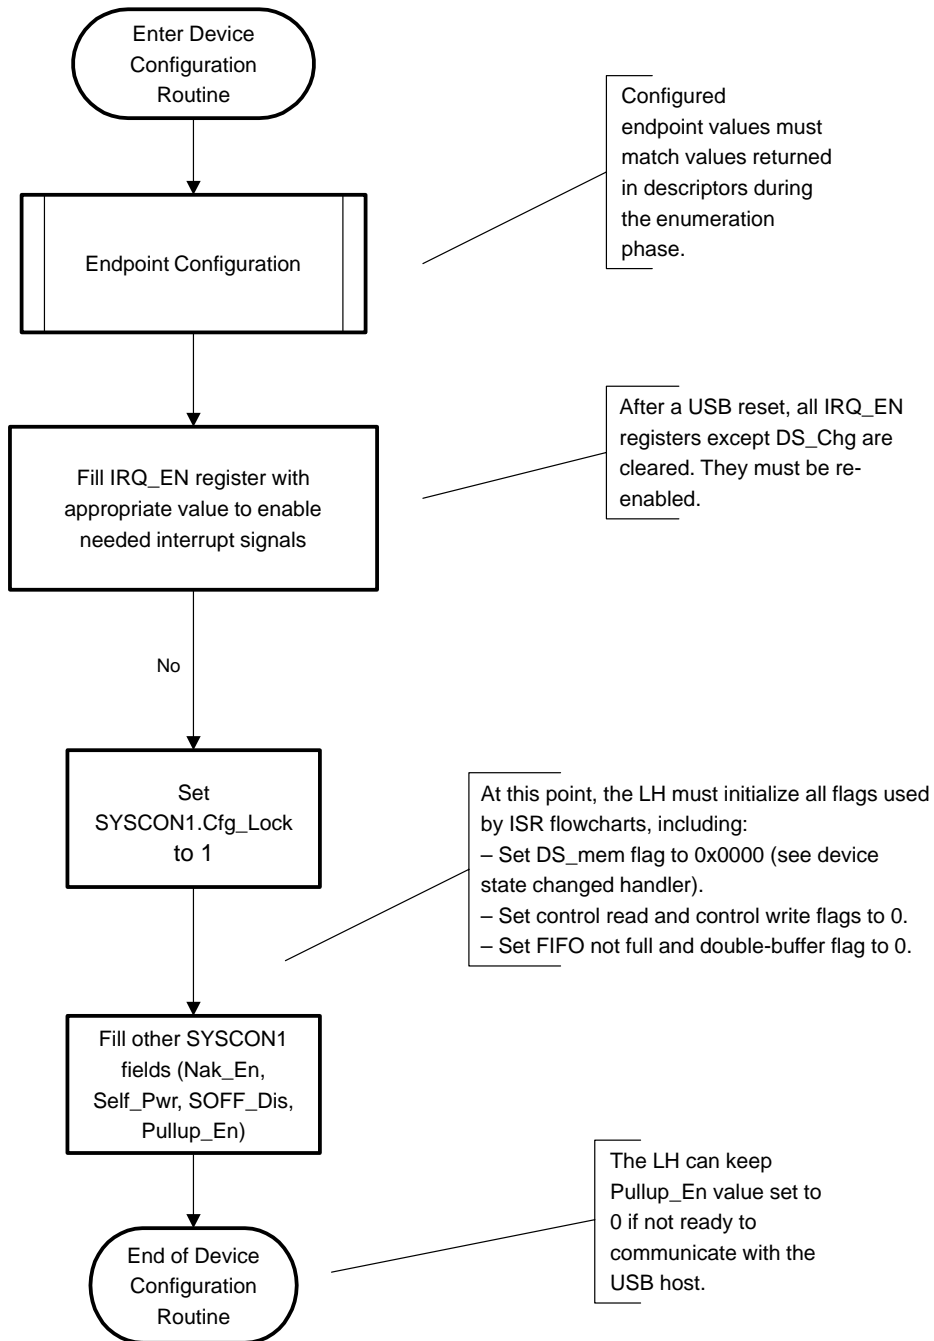 Enter Device
Configuration
Routine
Configured
endpoint values must
match values returned
in descriptors during
the enumeration
phase.
Endpoint Configuration
After a USB reset, all IRQ_EN
registers except DS_Chg are
cleared. They must be re-
enabled.
Fill IRQ_EN register with
appropriate value to enable
needed interrupt signals
No
Set
SYSCON1.Cfg_Lock
to 1
At this point, the LH must initialize all flags used
by ISR flowcharts, including:
– Set DS_mem flag to 0x0000 (see device
state changed handler).
– Set control read and control write flags to 0.
– Set FIFO not full and double-buffer flag to 0.
Fill other SYSCON1
fields (Nak_En,
Self_Pwr, SOFF_Dis,
Pullup_En)
The LH can keep
Pullup_En value set to
0 if not ready to
communicate with the
USB host.
End of Device
Configuration
Routine